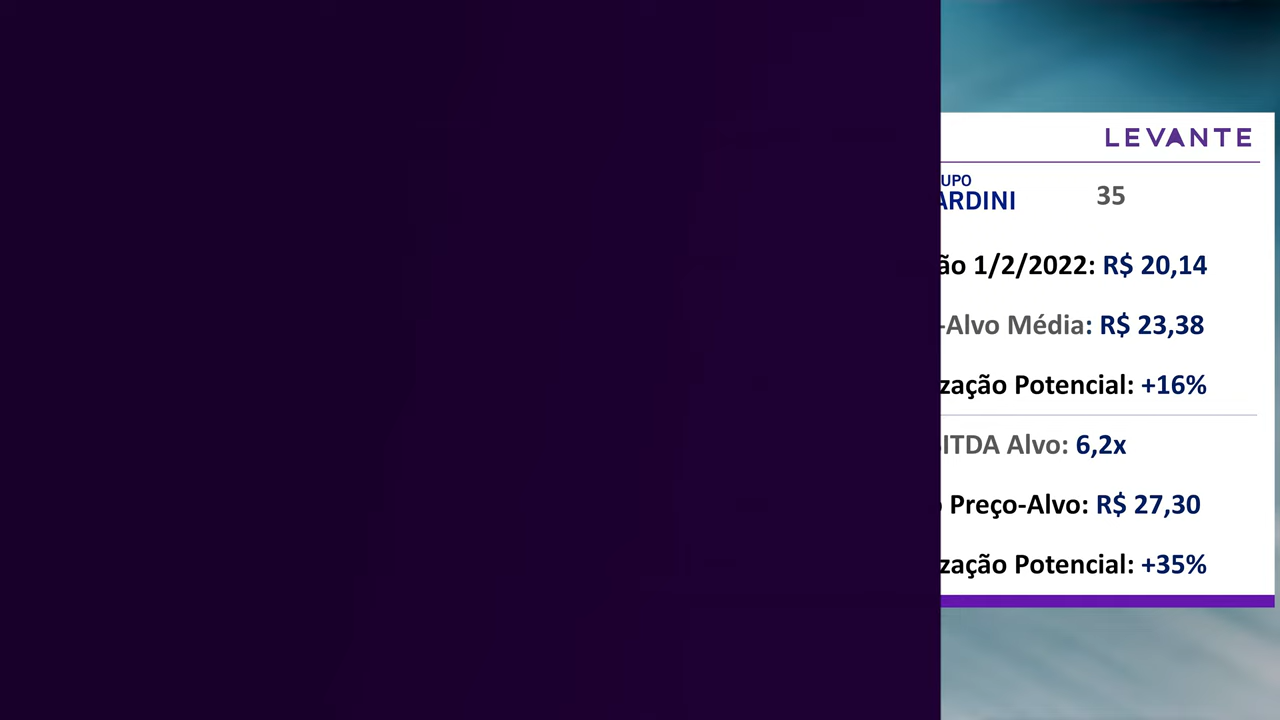 LEVANTE
UPO
ARDINI
35
ão 1/2/2022: R$ 20,14
-Alvo Média: R$ 23,38
zação Potencial: +16%
ITDA Alvo: 6,2x
Preço-Alvo: R$ 27,30
zação Potencial: +35%